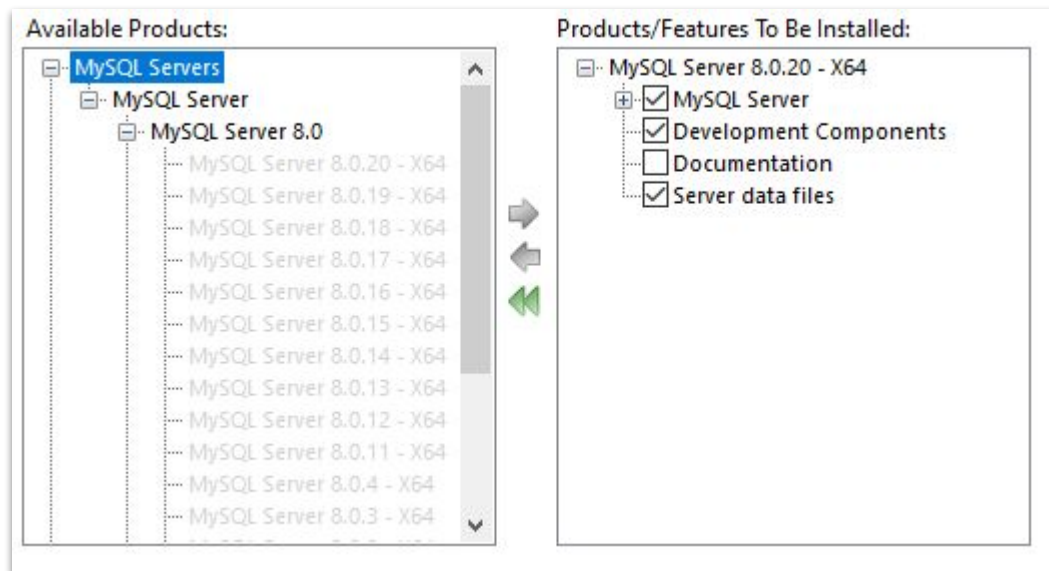 Available Products:
MySQL Servers
MySQL Server
MySQL Server 8.0
MySQL Server 8.0.20 - X64
MySQL Server 8.0.19 - X64
MySQL Server 8.0.18 - X64
MySQL Server 8.0.17 - X64
MySQL Server 8.0.16 - X64
MySQL Server 8.0.15 - X64
MySQL Server 8.0.14 - X64
MySQL Server 8.0.13 - X64
MySQL Server 8.0.12 - X64
MySQL Server 8.0.11 - X64
MySQL Server 8.0.4 - X64
MySQL Server 8.0.3 - X64
Products/Features To Be Installed:
MySQL Server 8.0.20 - X64
MySQL Server
Development Components
Documentation
Server data files